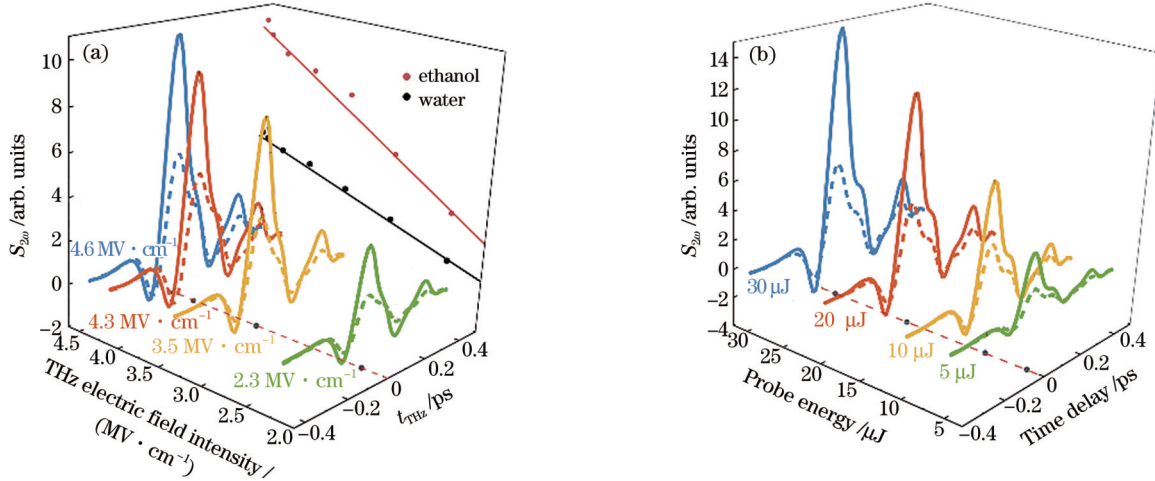 (a)
ethanol
water
S2ω /arb. units
10
8
6
4
2
0
−2
4.6 MV · cm⁻¹
4.3 MV · cm⁻¹
3.5 MV · cm⁻¹
2.3 MV · cm⁻¹
4.5
4.0
3.5
3.0
2.5
2.0
THz electric field intensity /
(MV · cm⁻¹)
−0.4
−0.2
0
0.2
0.4
tTHz /ps
(b)
S2ω /arb. units
14
12
10
8
6
4
2
0
−2
−4
30 μJ
20 μJ
10 μJ
5 μJ
30
25
20
15
10
5
Probe energy /μJ
−0.4
−0.2
0
0.2
0.4
Time delay /ps